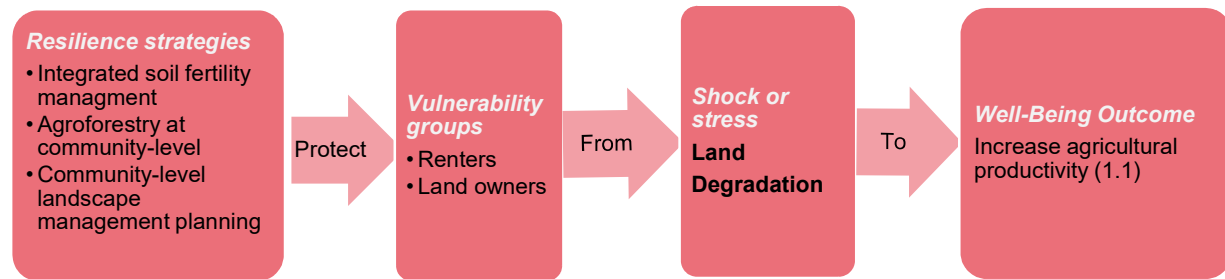 Resilience strategies
• Integrated soil fertility
managment
• Agroforestry at
community-level
• Community-level
landscape
management planning
Protect
Vulnerability
groups
• Renters
• Land owners
From
Shock or
stress
Land
Degradation
To
Well-Being Outcome
Increase agricultural
productivity (1.1)